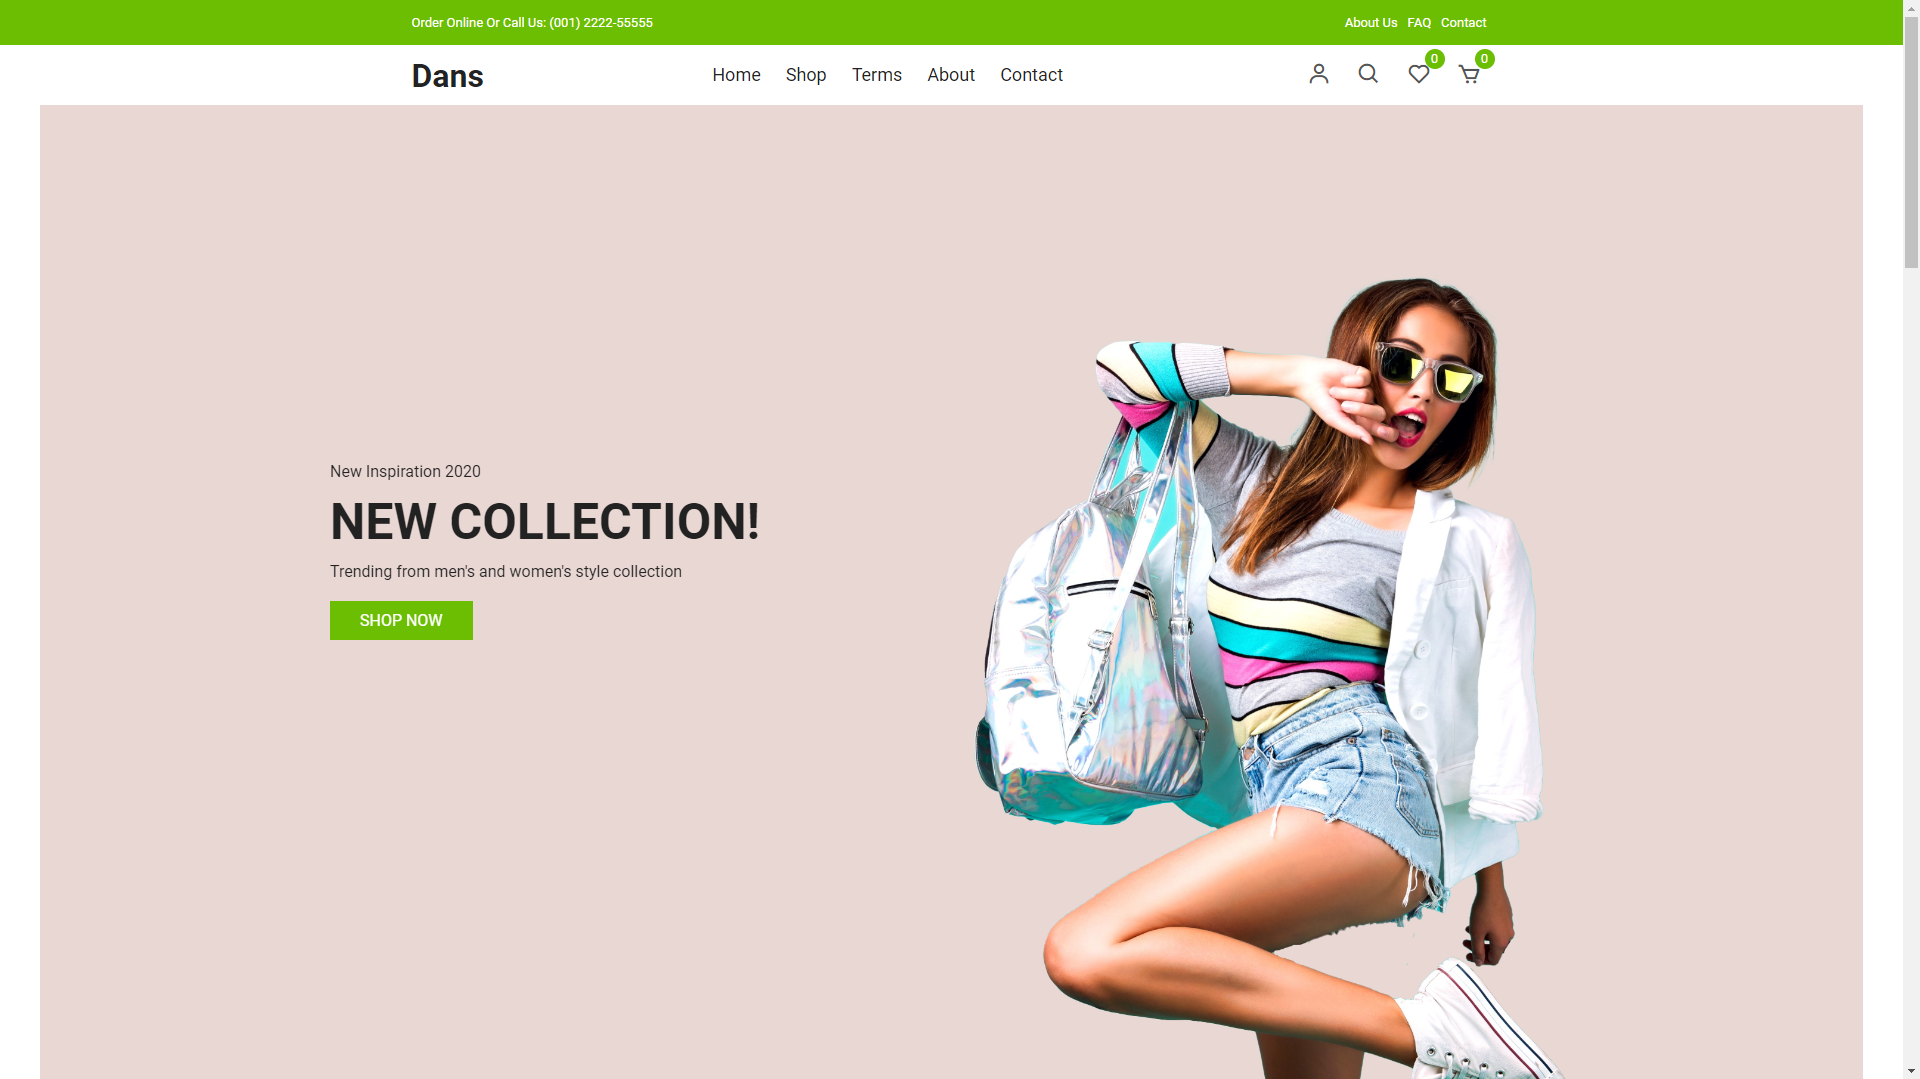 Order Online Or Call Us: (001) 2222-55555
About Us FAQ Contact
Dans
Home Shop Terms About Contact
0 0
New Inspiration 2020
NEW COLLECTION!
Trending from men's and women's style collection
SHOP NOW